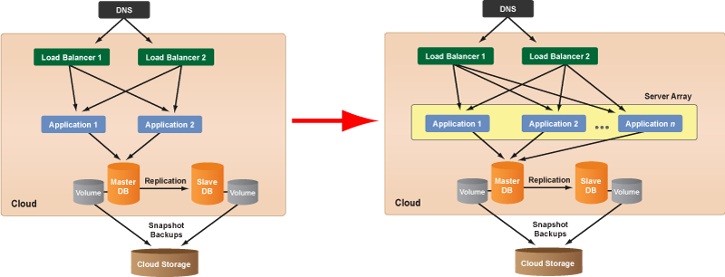 DNS
Load Balancer 1
Load Balancer 2
Application 1
Application 2
Volume
Master
DB
Replication
Slave
DB
Volume
Cloud
Snapshot
Backups
Cloud Storage
DNS
Load Balancer 1
Load Balancer 2
Server Array
Application 1
Application 2
...
Application n
Volume
Master
DB
Replication
Slave
DB
Volume
Cloud
Snapshot
Backups
Cloud Storage